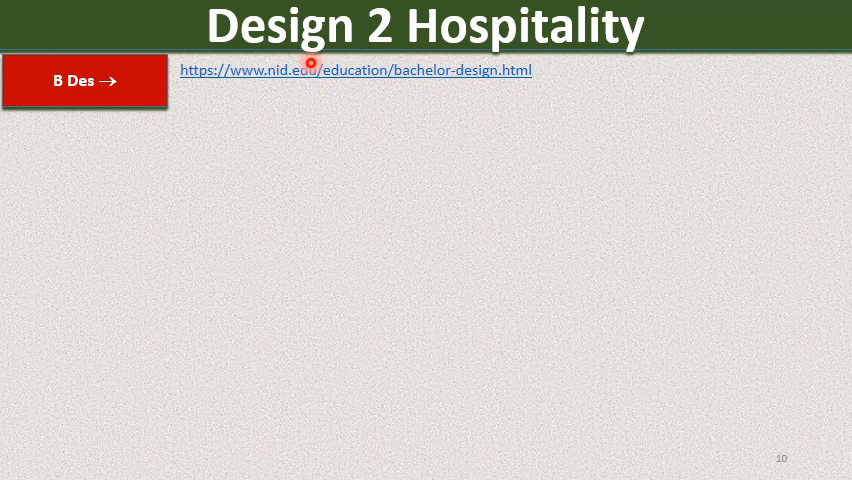 Design 2 Hospitality
B Des →
https://www.nid.edu/education/bachelor-design.html
10